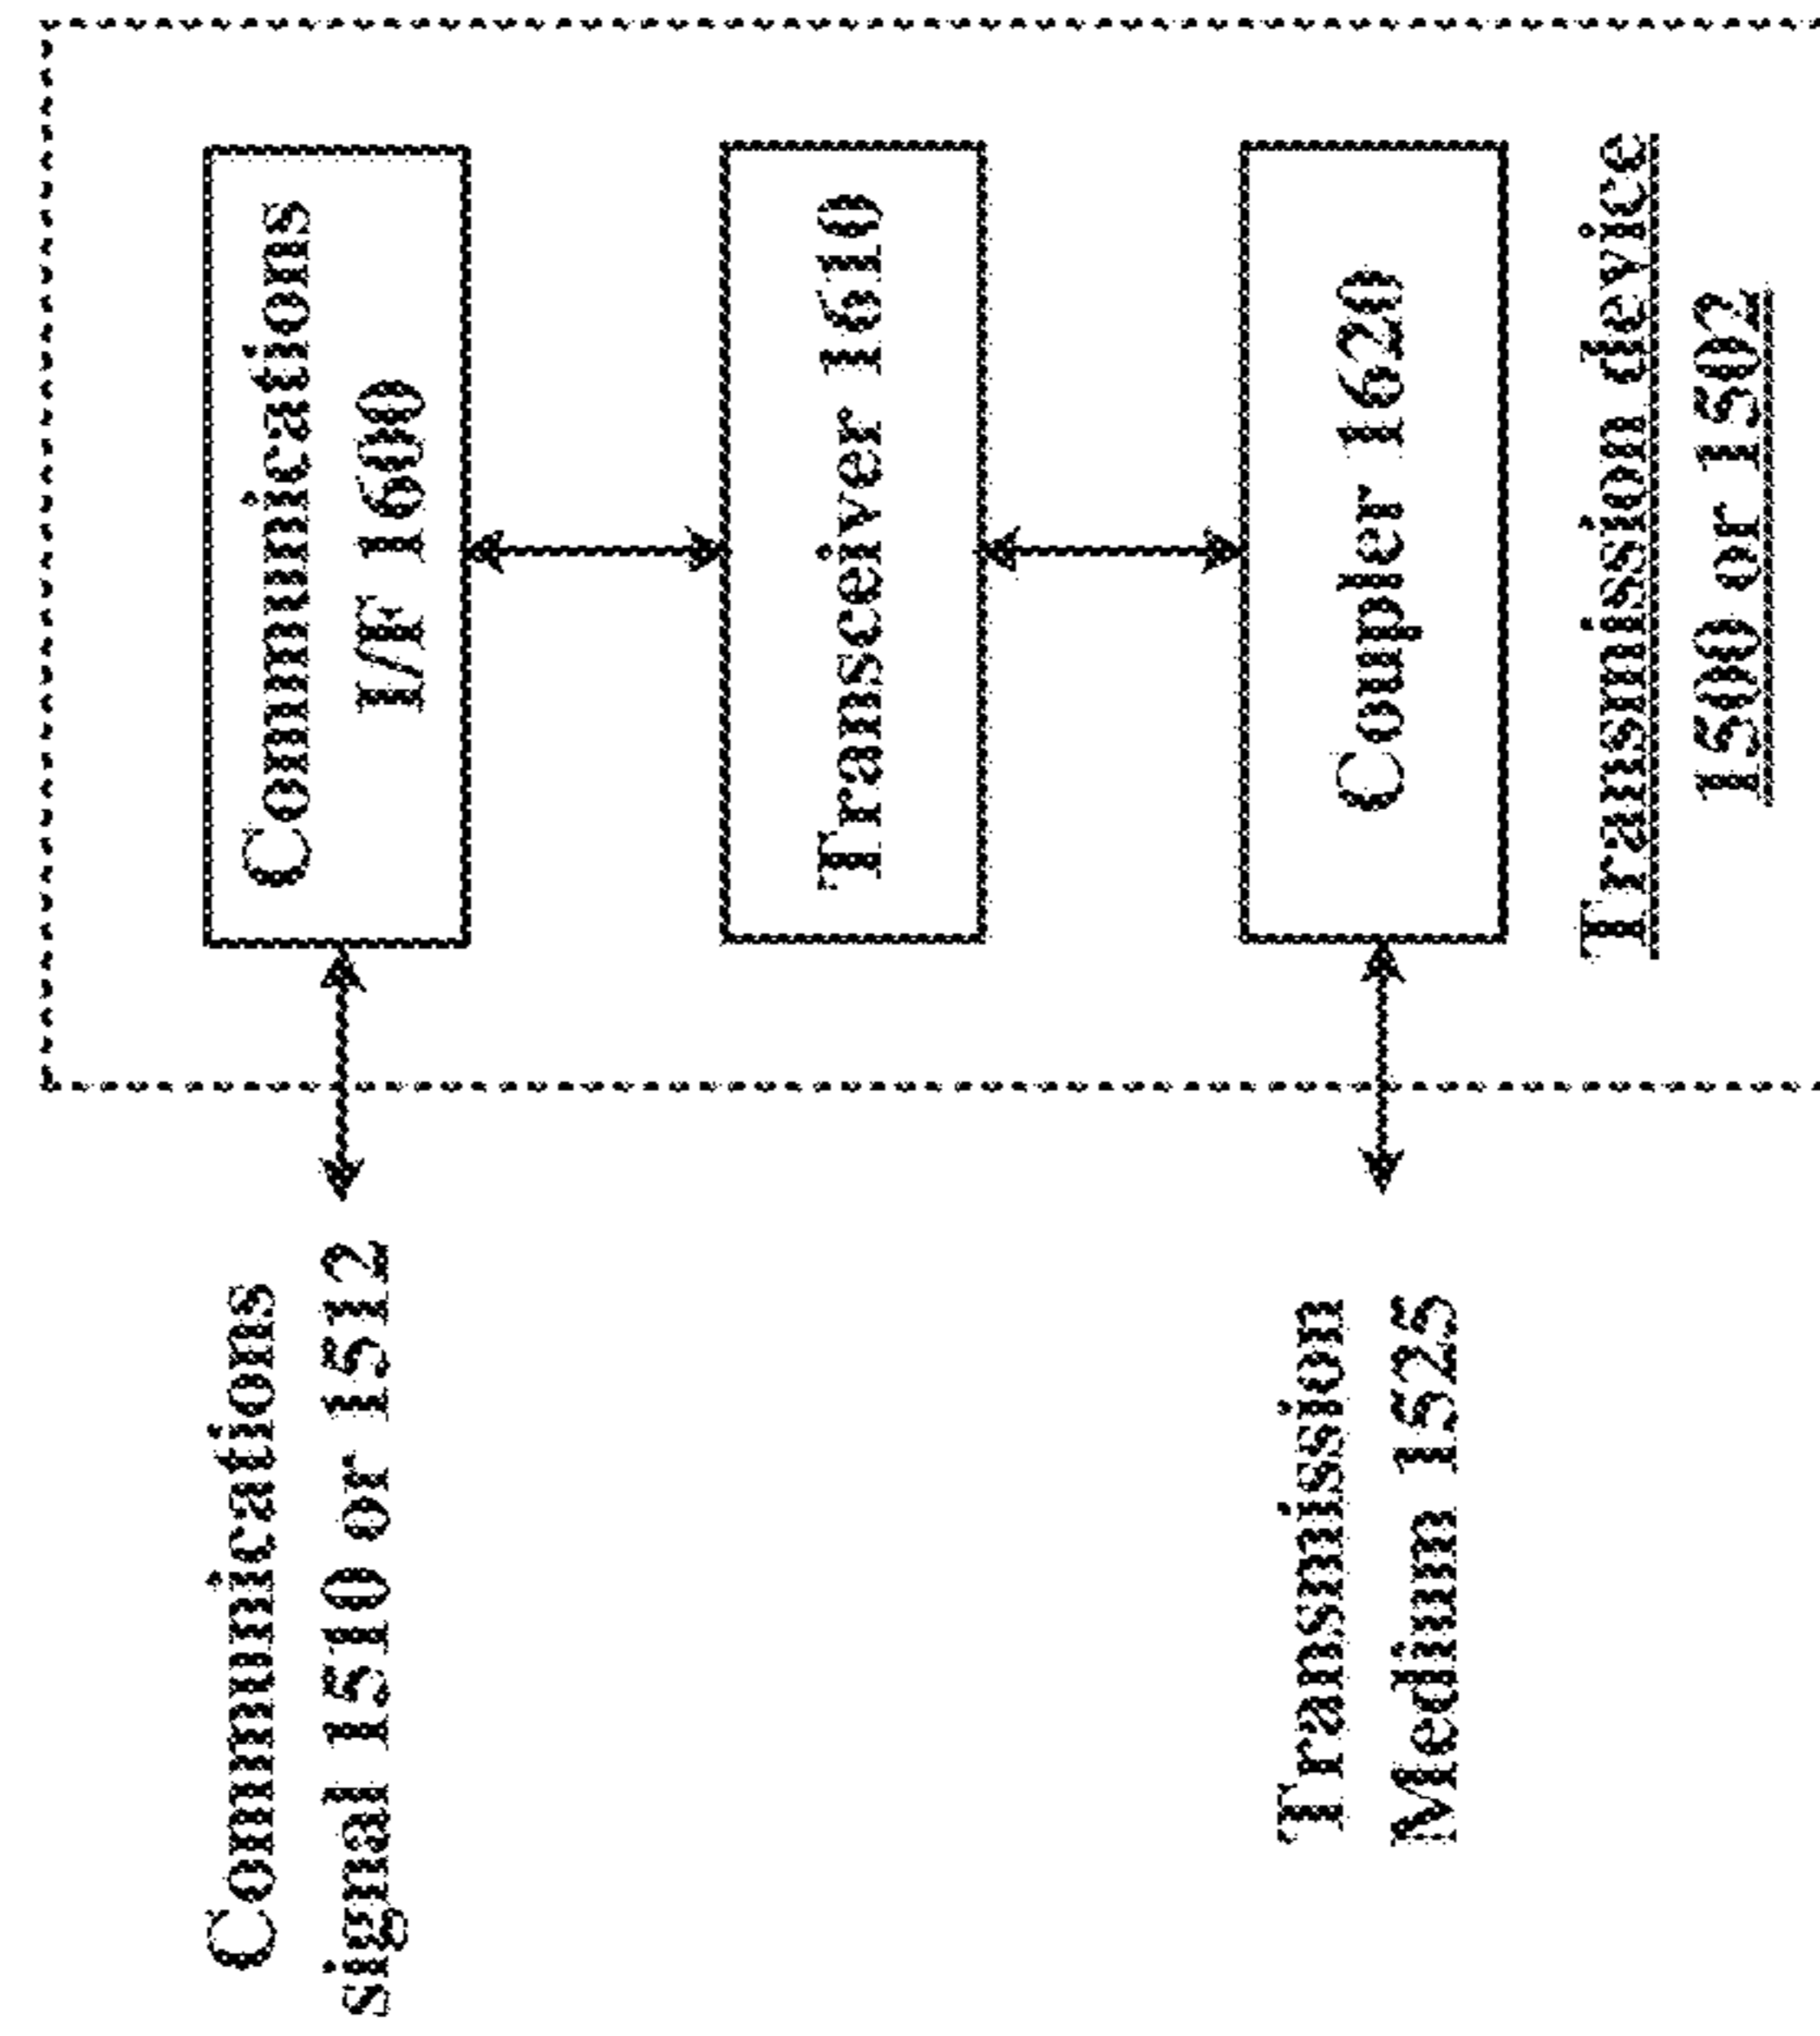 Communications
signal 1510 or 1512
Communications
I/F 1600
Transceiver 1610
Transmission
Medium 1525
Coupler 1620
Transmission device
1500 or 1502